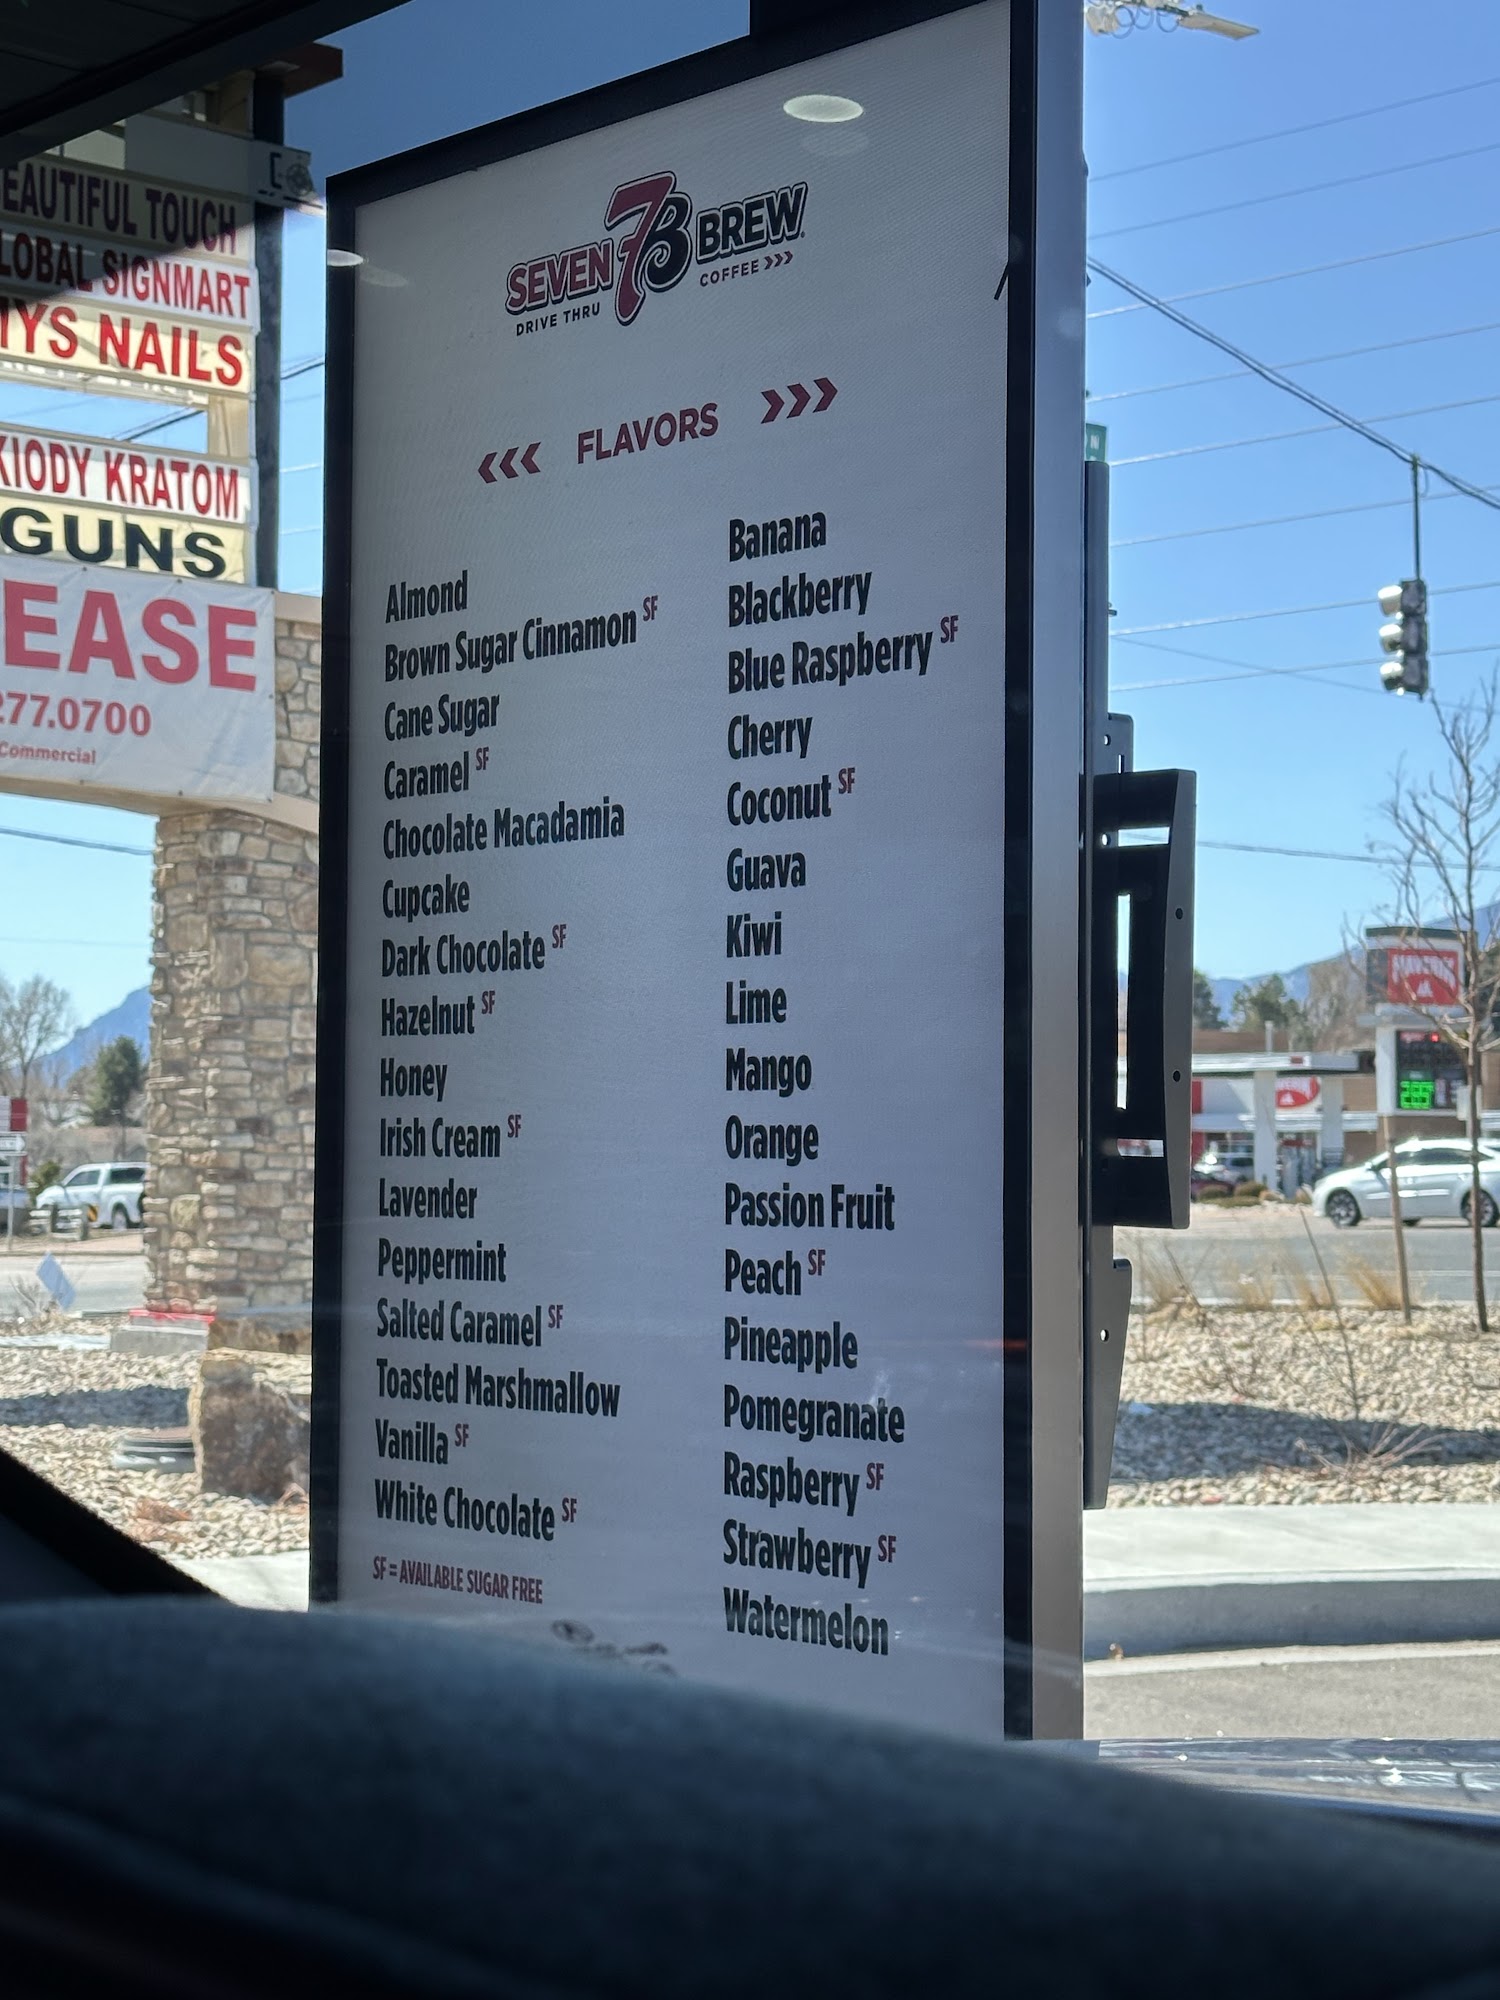 EAUTIFUL TOUCH
LOBAL SIGNMART
NAILS
KIODY KRATOM
GUNS
EASE
277.0700
Commercial
SEVEN 7B BREW
DRIVE THRU COFFEE >>>
<<< FLAVORS >>>
Almond
Brown Sugar Cinnamon SF
Cane Sugar
Caramel SF
Chocolate Macadamia
Cupcake
Dark Chocolate SF
Hazelnut SF
Honey
Irish Cream SF
Lavender
Peppermint
Salted Caramel SF
Toasted Marshmallow
Vanilla SF
White Chocolate SF
SF = AVAILABLE SUGAR FREE
Banana
Blackberry
Blue Raspberry SF
Cherry
Coconut SF
Guava
Kiwi
Lime
Mango
Orange
Passion Fruit
Peach SF
Pineapple
Pomegranate
Raspberry SF
Strawberry SF
Watermelon